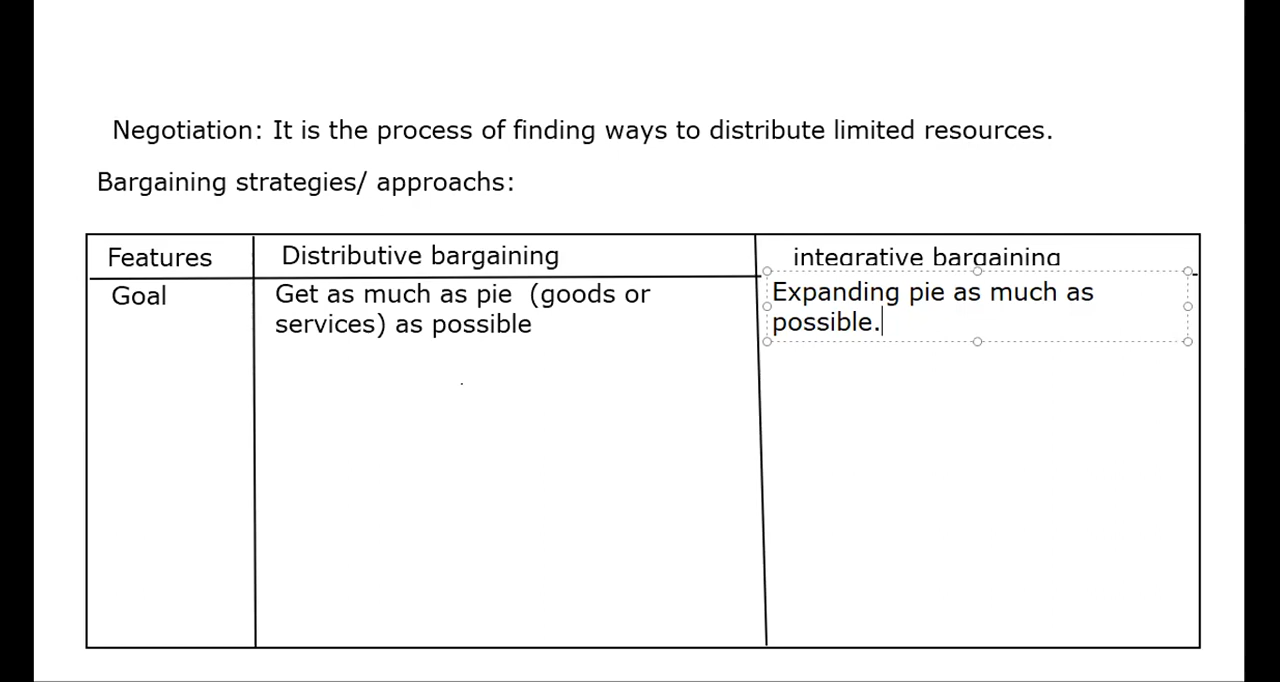 Negotiation: It is the process of finding ways to distribute limited resources.
Bargaining strategies/ approachs:
Features
Distributive bargaining
integrative bargaining
Goal
Get as much as pie (goods or
services) as possible
Expanding pie as much as
possible.